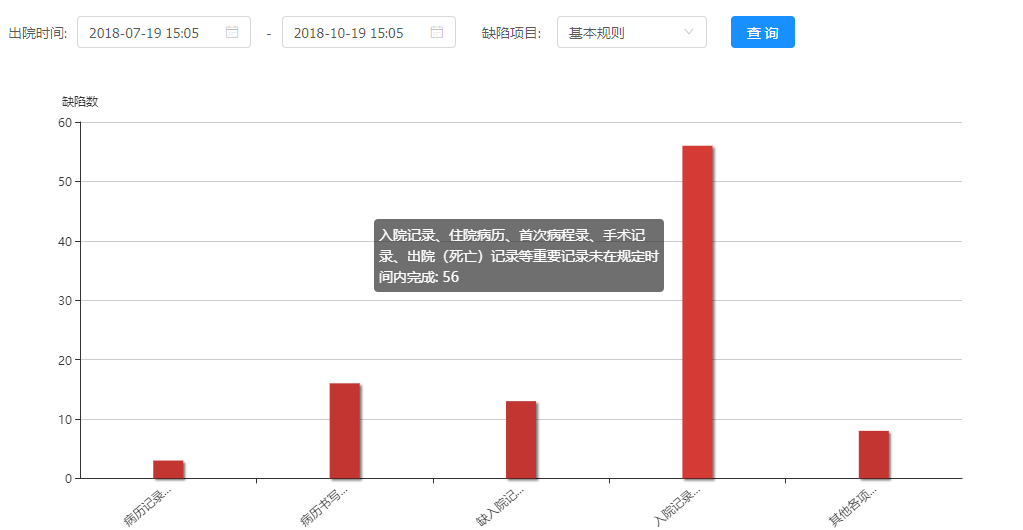 出院时间: 2018-07-19 15:05 - 2018-10-19 15:05 缺陷项目: 基本规则 查 询
缺陷数
60
50
40
30
20
10
0
入院记录、住院病历、首次病程录、手术记
录、出院（死亡）记录等重要记录未在规定时
间内完成: 56
病历记录... 病历书写... 缺入院记... 入院记录... 其他各项...